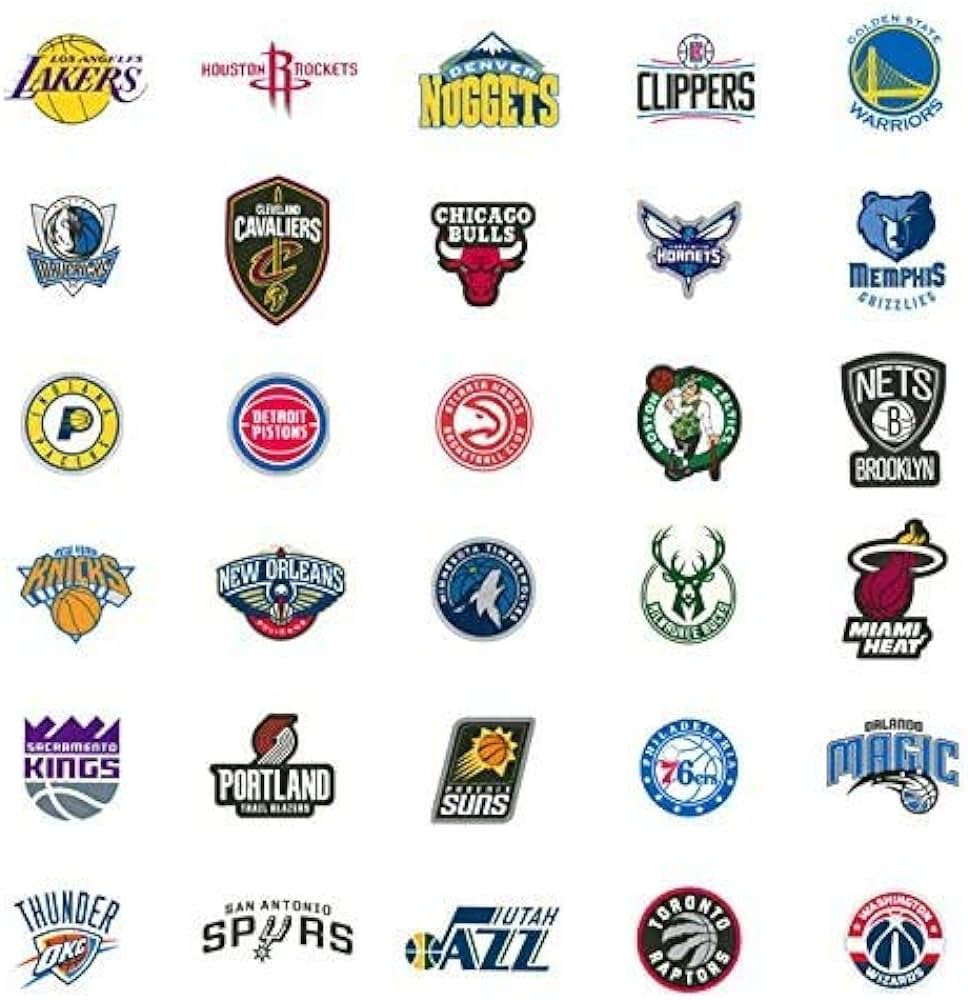 LOS ANGELES
LAKERS
HOUSTON R ROCKETS
DENVER
NUGGETS
CLIPPERS
GOLDEN STATE
WARRIORS
MAVERICKS
CLEVELAND
CAVALIERS
C
CHICAGO
BULLS
HORNETS
MEMPHIS
GRIZZLIES
INDIANA
P
PACERS
DETROIT
PISTONS
ATLANTA HAWKS
BASKETBALL CLUB
BOSTON
CELTICS
NETS
B
BROOKLYN
NEW YORK
KNICKS
NEW ORLEANS
PELICANS
MINNESOTA TIMBERWOLVES
MILWAUKEE BUCKS
MIAMI
HEAT
SACRAMENTO
KINGS
PORTLAND
TRAIL BLAZERS
PHOENIX
SUNS
PHILADELPHIA
76ers
ORLANDO
MAGIC
THUNDER
OKC
SAN ANTONIO
SPURS
UTAH
JAZZ
TORONTO
RAPTORS
WASHINGTON
WIZARDS